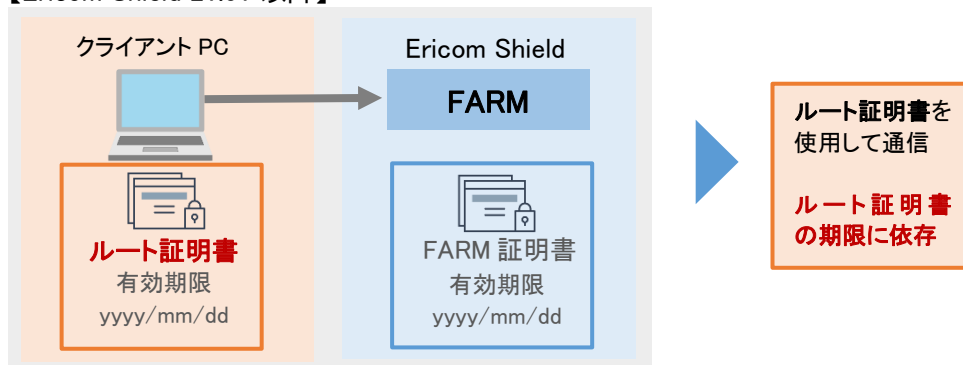 クライアント PC
Ericom Shield
FARM
ルート証明書
有効期限
yyyy/mm/dd
FARM 証明書
有効期限
yyyy/mm/dd
ルート証明書を
使用して通信
ルート証明書
の期限に依存